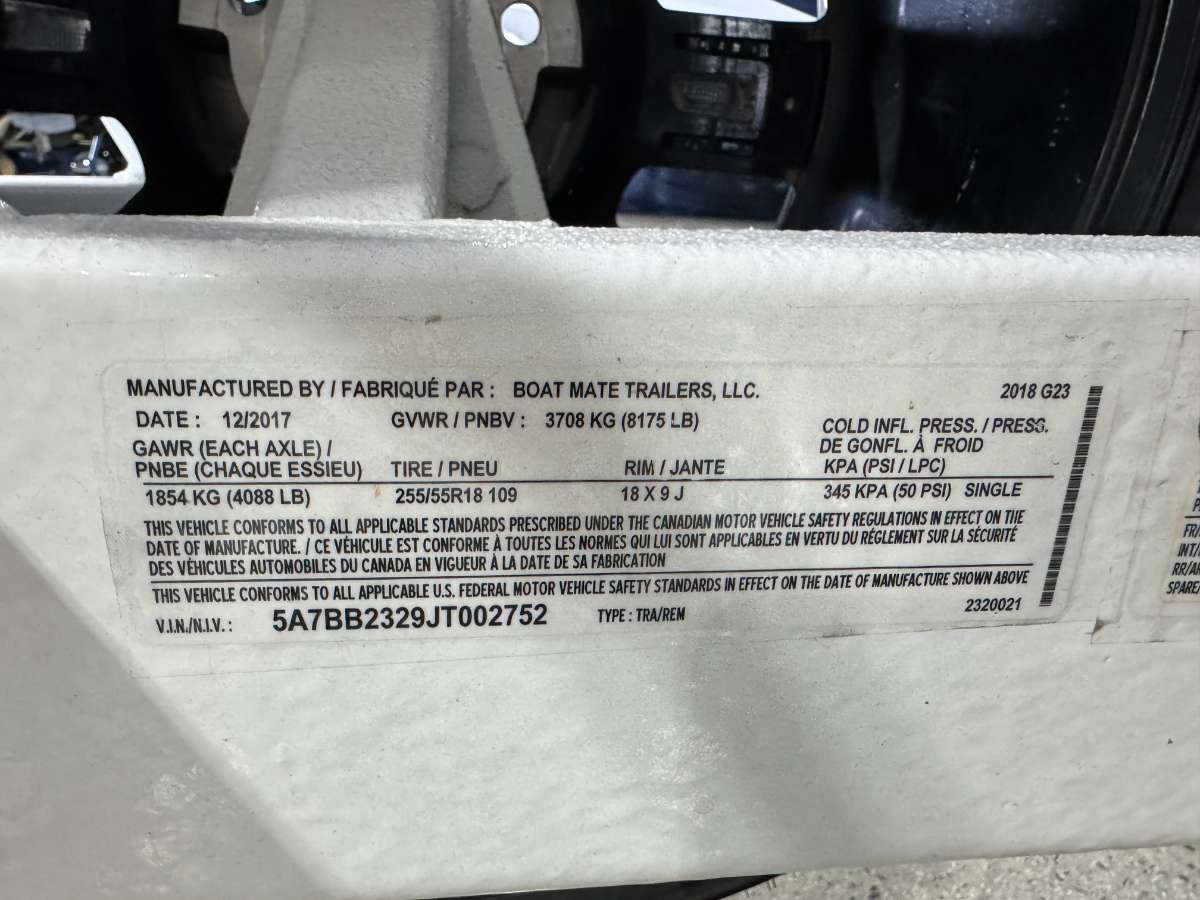 MANUFACTURED BY / FABRIQUÉ PAR : BOAT MATE TRAILERS, LLC. 2018 G23
DATE : 12/2017 GVWR / PNBV : 3708 KG (8175 LB) COLD INFL. PRESS. / PRESS.
DE GONFL. À FROID
GAWR (EACH AXLE) /
PNBE (CHAQUE ESSIEU) TIRE / PNEU RIM / JANTE KPA (PSI / LPC)
1854 KG (4088 LB) 255/55R18 109 18 X 9 J 345 KPA (50 PSI) SINGLE
THIS VEHICLE CONFORMS TO ALL APPLICABLE STANDARDS PRESCRIBED UNDER THE CANADIAN MOTOR VEHICLE SAFETY REGULATIONS IN EFFECT ON THE
DATE OF MANUFACTURE. / CE VÉHICULE EST CONFORME À TOUTES LES NORMES QUI LUI SONT APPLICABLES EN VERTU DU RÉGLEMENT SUR LA SÉCURITÉ
DES VÉHICULES AUTOMOBILES DU CANADA EN VIGUEUR À LA DATE DE SA FABRICATION
THIS VEHICLE CONFORMS TO ALL APPLICABLE U.S. FEDERAL MOTOR VEHICLE SAFETY STANDARDS IN EFFECT ON THE DATE OF MANUFACTURE SHOWN ABOVE
V.I.N./N.I.V. : 5A7BB2329JT002752 TYPE : TRA/REM 2320021
FR/
INT/
RR/AR
SPARE/